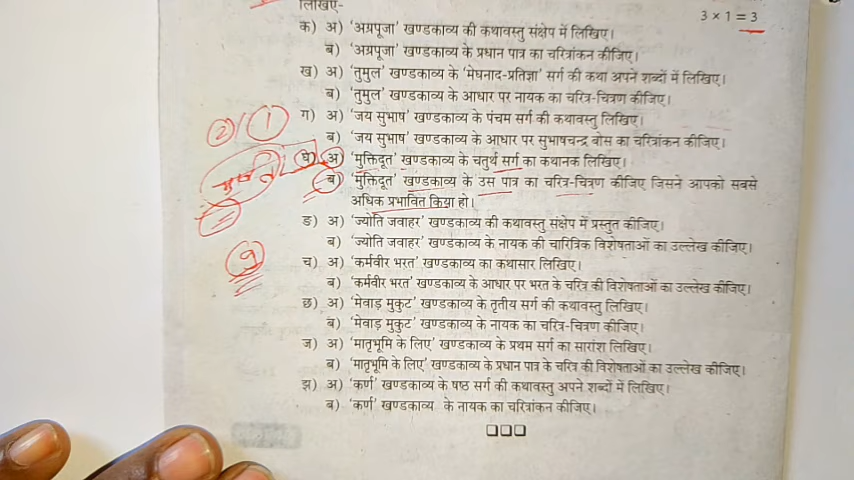 लिखिए-
3 × 1 = 3
क) अ) 'अग्रपूजा' खण्डकाव्य की कथावस्तु संक्षेप में लिखिए।
ब) 'अग्रपूजा' खण्डकाव्य के प्रधान पात्र का चरित्रांकन कीजिए।
ख) अ) 'तुमुल' खण्डकाव्य के 'मेघनाद-प्रतिज्ञा' सर्ग की कथा अपने शब्दों में लिखिए।
ब) 'तुमुल' खण्डकाव्य के आधार पर नायक का चरित्र-चित्रण कीजिए।
② 1
ग) अ) 'जय सुभाष' खण्डकाव्य के पंचम सर्ग की कथावस्तु लिखिए।
ब) 'जय सुभाष' खण्डकाव्य के आधार पर सुभाषचन्द्र बोस का चरित्रांकन कीजिए।
घ) अ) 'मुक्तिदूत' खण्डकाव्य के चतुर्थ सर्ग का कथानक लिखिए।
ब) 'मुक्तिदूत' खण्डकाव्य के उस पात्र का चरित्र-चित्रण कीजिए जिसने आपको सबसे
अधिक प्रभावित किया हो।
ङ) अ) 'ज्योति जवाहर' खण्डकाव्य की कथावस्तु संक्षेप में प्रस्तुत कीजिए।
ब) 'ज्योति जवाहर' खण्डकाव्य के नायक की चारित्रिक विशेषताओं का उल्लेख कीजिए।
च) अ) 'कर्मवीर भरत' खण्डकाव्य का कथासार लिखिए।
ब) 'कर्मवीर भरत' खण्डकाव्य के आधार पर भरत के चरित्र की विशेषताओं का उल्लेख कीजिए।
छ) अ) 'मेवाड़ मुकुट' खण्डकाव्य के तृतीय सर्ग की कथावस्तु लिखिए।
ब) 'मेवाड़ मुकुट' खण्डकाव्य के नायक का चरित्र-चित्रण कीजिए।
ज) अ) 'मातृभूमि के लिए' खण्डकाव्य के प्रथम सर्ग का सारांश लिखिए।
ब) 'मातृभूमि के लिए' खण्डकाव्य के प्रधान पात्र के चरित्र की विशेषताओं का उल्लेख कीजिए।
झ) अ) 'कर्ण' खण्डकाव्य के षष्ठ सर्ग की कथावस्तु अपने शब्दों में लिखिए।
ब) 'कर्ण' खण्डकाव्य के नायक का चरित्रांकन कीजिए।